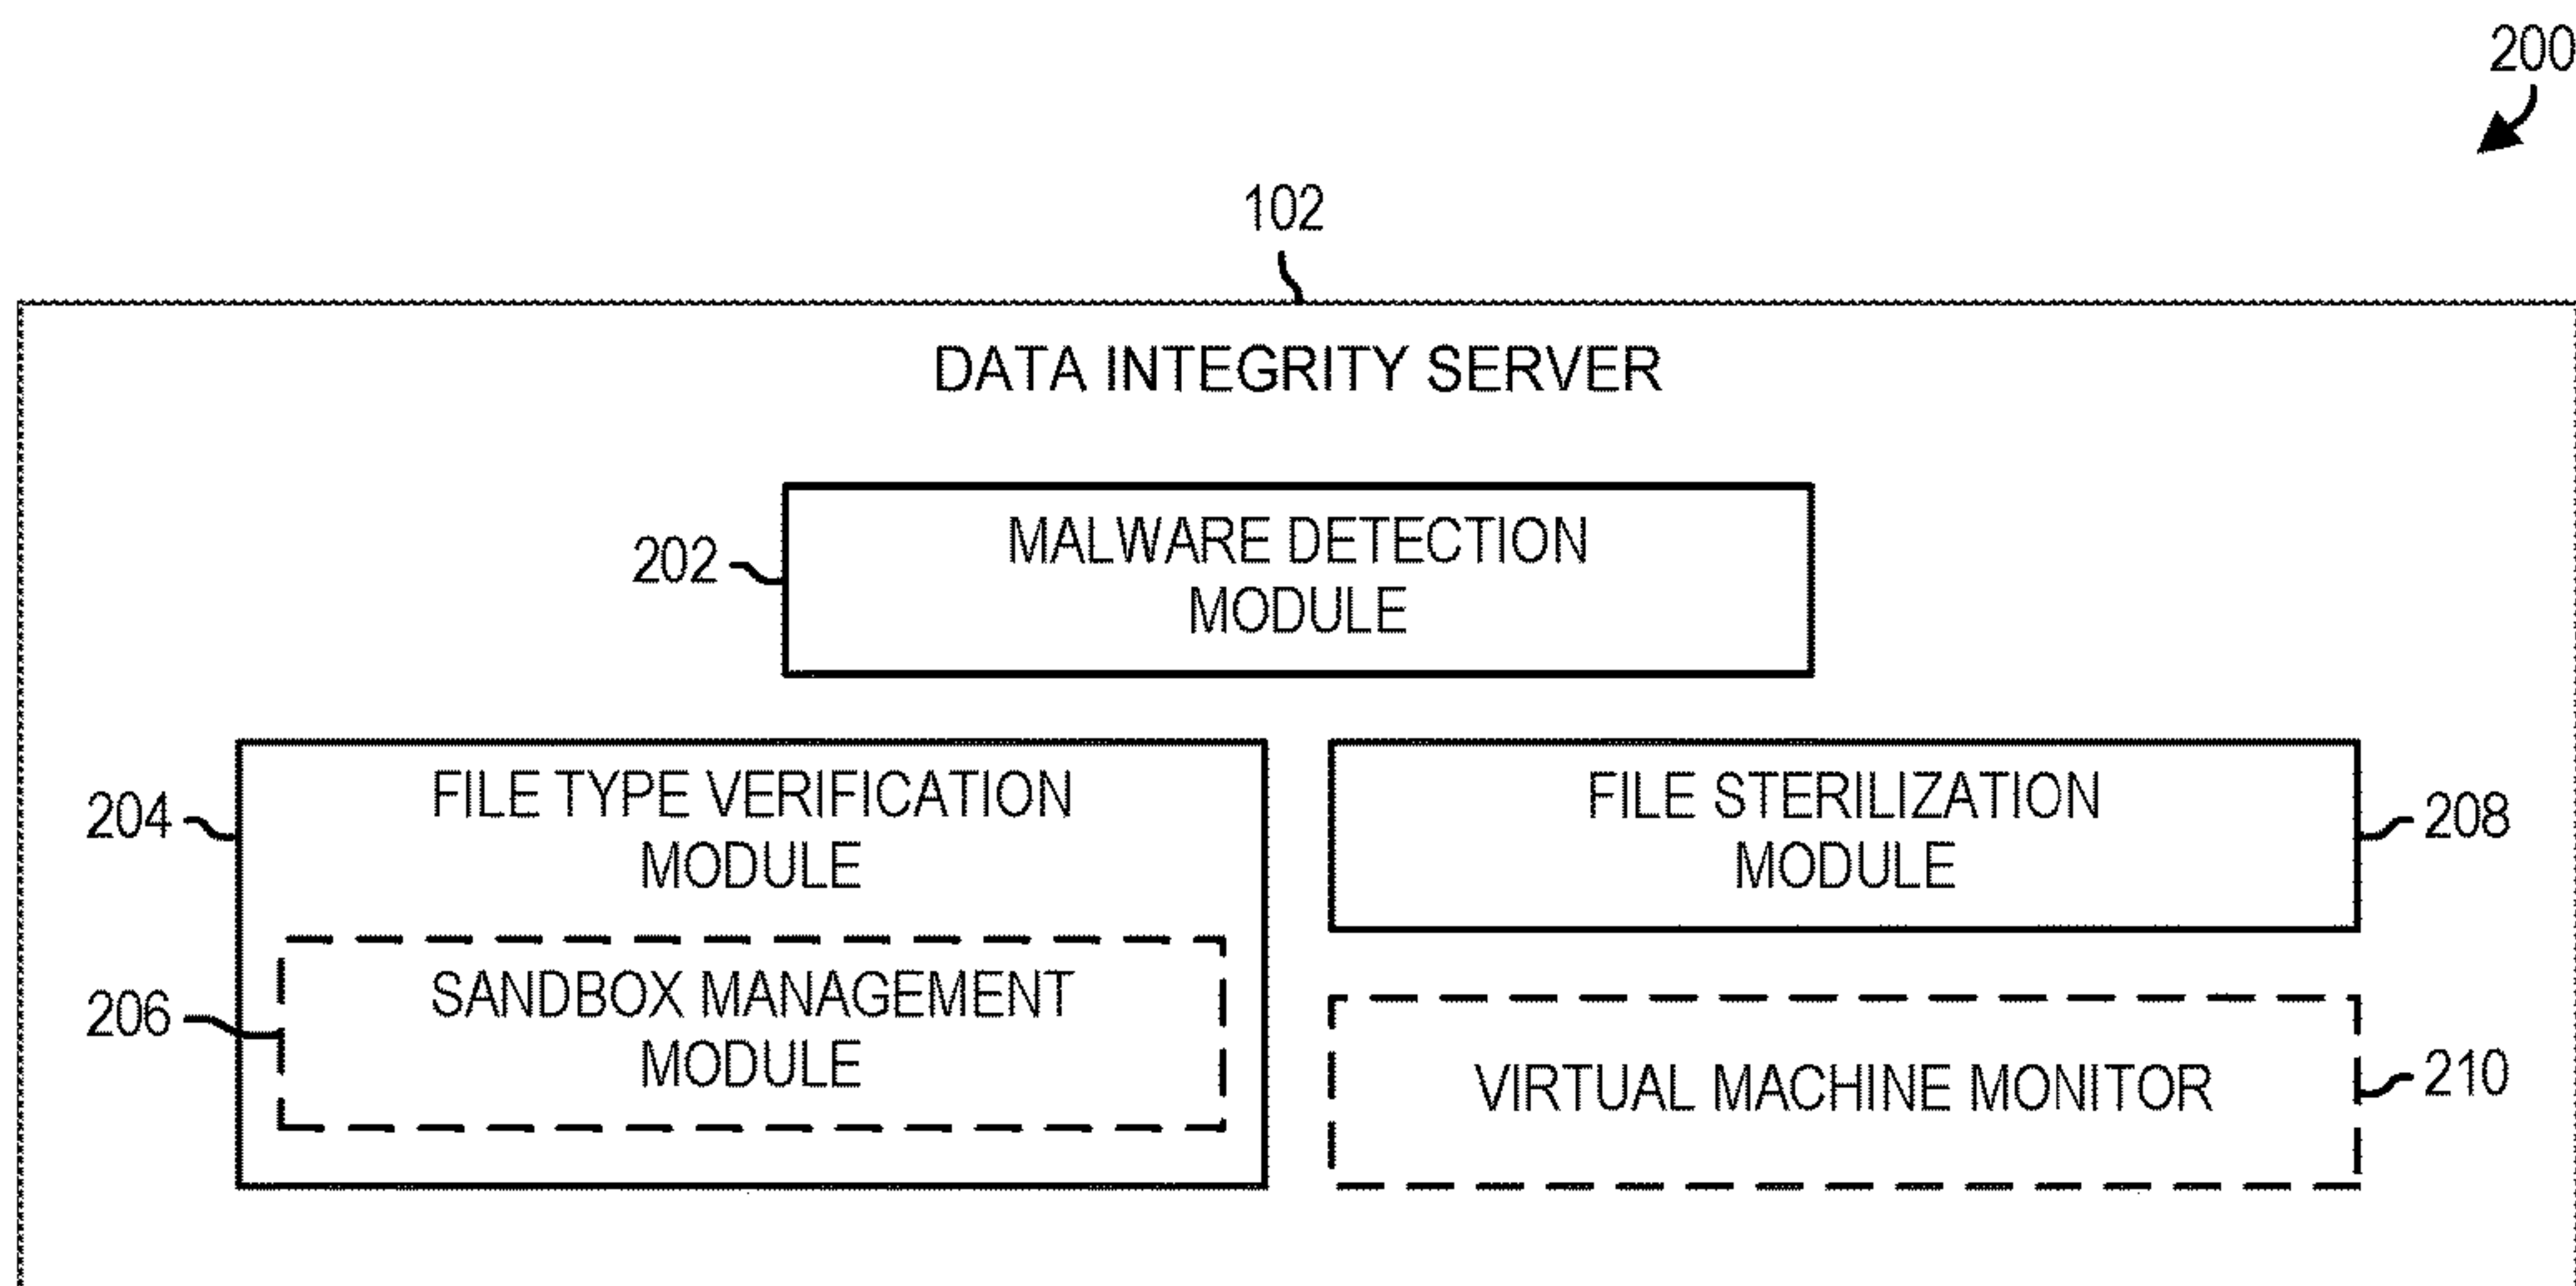 200
102
DATA INTEGRITY SERVER
202
MALWARE DETECTION
MODULE
204
FILE TYPE VERIFICATION
MODULE
FILE STERILIZATION
MODULE
208
206
SANDBOX MANAGEMENT
MODULE
VIRTUAL MACHINE MONITOR
210